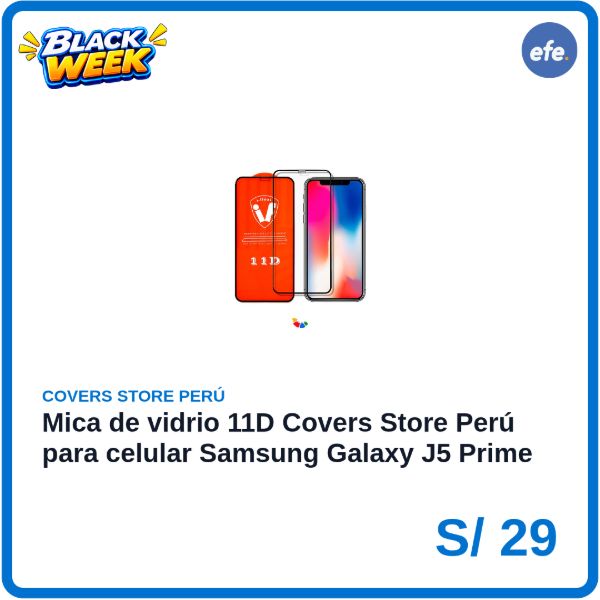 BLACK
WEEK
efe.
11D
COVERS STORE PERÚ
Mica de vidrio 11D Covers Store Perú
para celular Samsung Galaxy J5 Prime
S/ 29